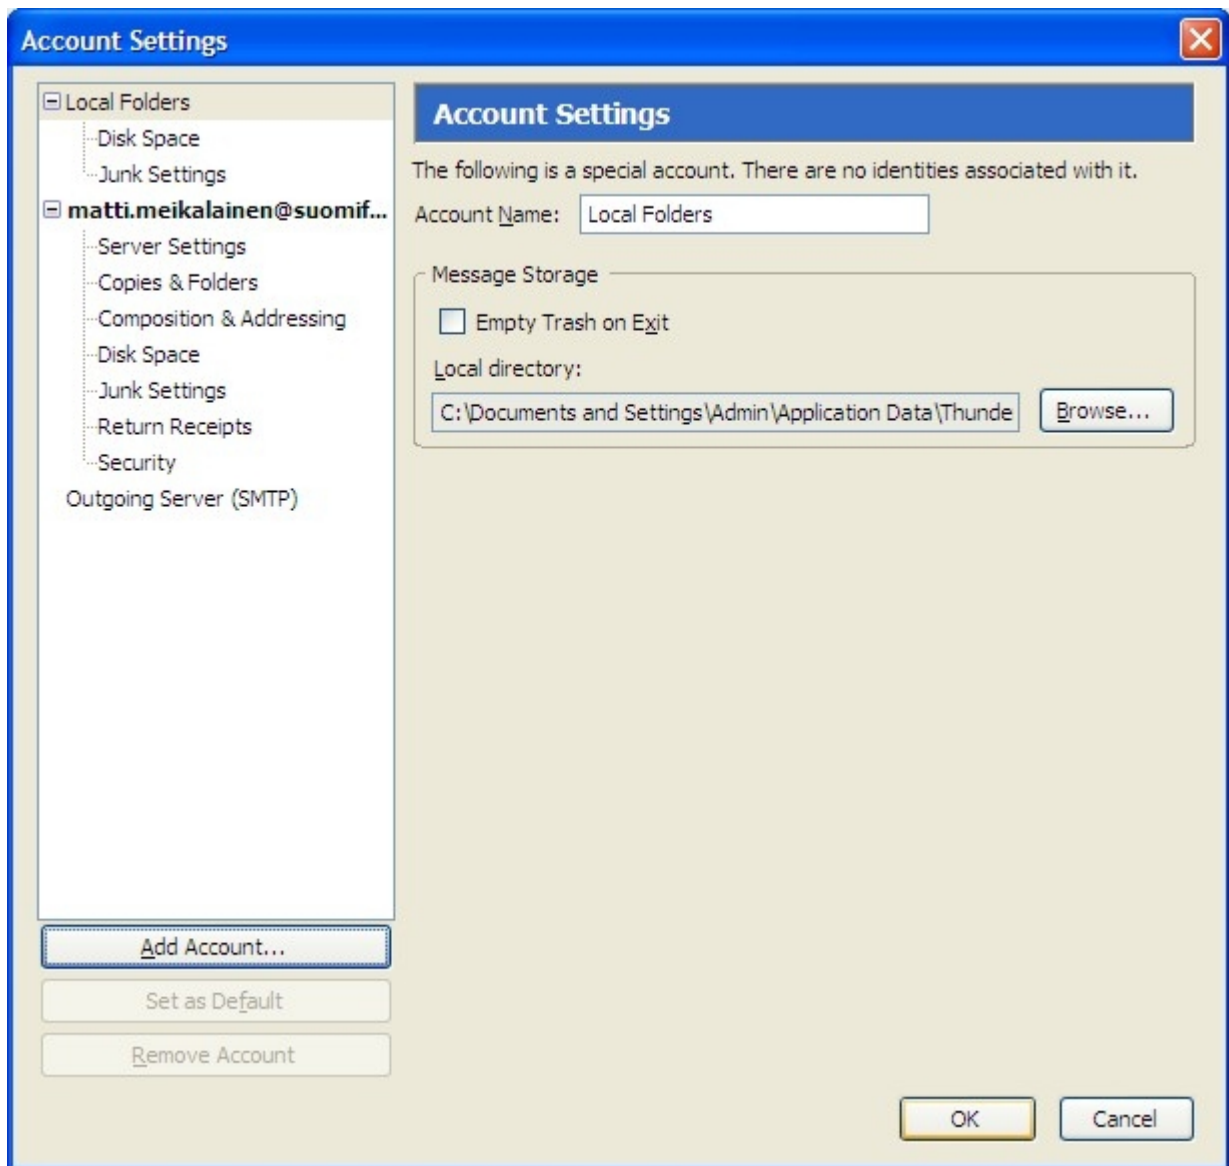 Account Settings
Local Folders
Disk Space
Junk Settings
matti.meikalainen@suomif...
Server Settings
Copies & Folders
Composition & Addressing
Disk Space
Junk Settings
Return Receipts
Security
Outgoing Server (SMTP)
Add Account...
Set as Default
Remove Account
Account Settings
The following is a special account. There are no identities associated with it.
Account Name: Local Folders
Message Storage
Empty Trash on Exit
Local directory:
C:\Documents and Settings\Admin\Application Data\Thunde Browse...
OK Cancel